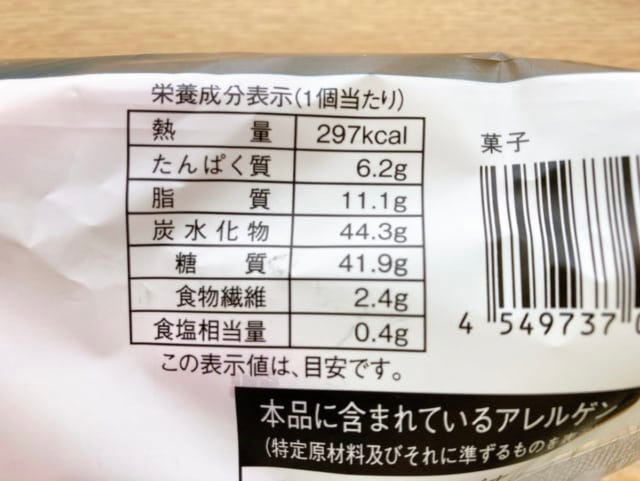 栄養成分表示(1個当たり)
熱量 297kcal
たんぱく質 6.2g
脂質 11.1g
炭水化物 44.3g
糖質 41.9g
食物繊維 2.4g
食塩相当量 0.4g
この表示値は、目安です。
菓子
4 549737
本品に含まれているアレルゲン
(特定原材料及びそれに準ずるものを